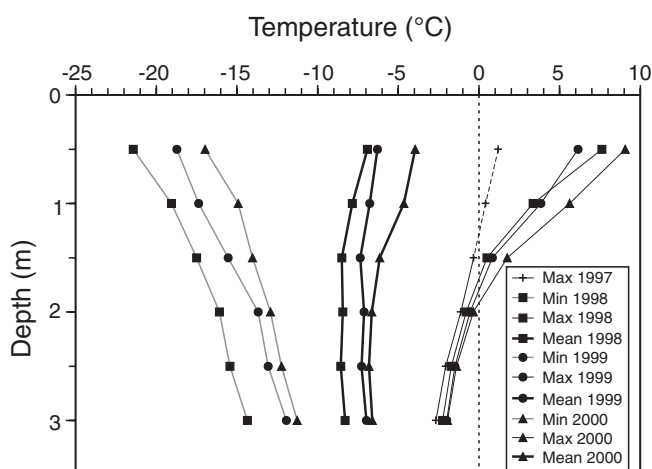 Temperature (°C)
-25 -20 -15 -10 -5 0 5 10
0
1
2
3
Depth (m)
Max 1997
Min 1998
Max 1998
Mean 1998
Min 1999
Max 1999
Mean 1999
Min 2000
Max 2000
Mean 2000